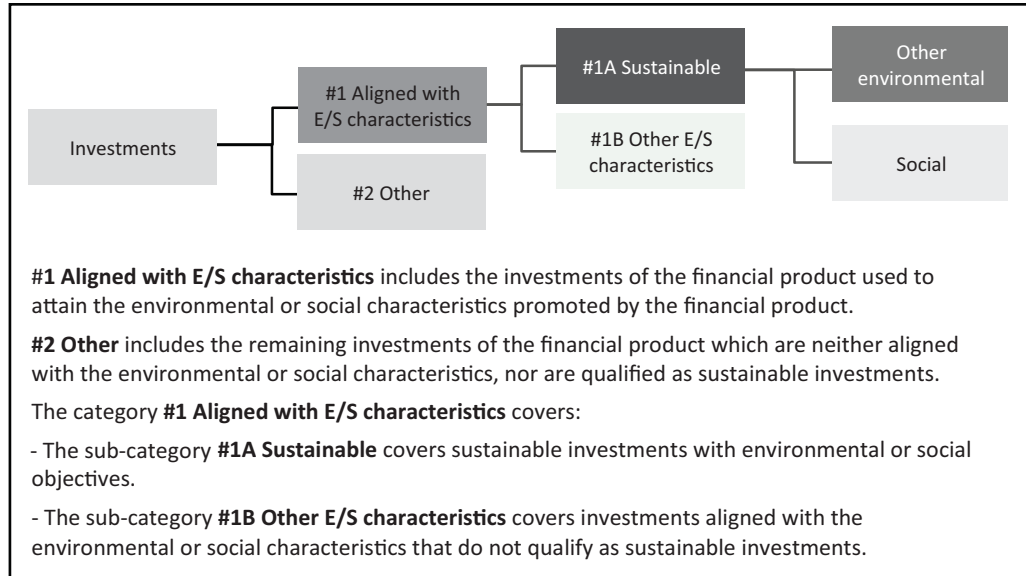 Investments
#1 Aligned with
E/S characteristics
#2 Other
#1A Sustainable
#1B Other E/S
characteristics
Other
environmental
Social
#1 Aligned with E/S characteristics includes the investments of the financial product used to
attain the environmental or social characteristics promoted by the financial product.
#2 Other includes the remaining investments of the financial product which are neither aligned
with the environmental or social characteristics, nor are qualified as sustainable investments.
The category #1 Aligned with E/S characteristics covers:
- The sub-category #1A Sustainable covers sustainable investments with environmental or social
objectives.
- The sub-category #1B Other E/S characteristics covers investments aligned with the
environmental or social characteristics that do not qualify as sustainable investments.